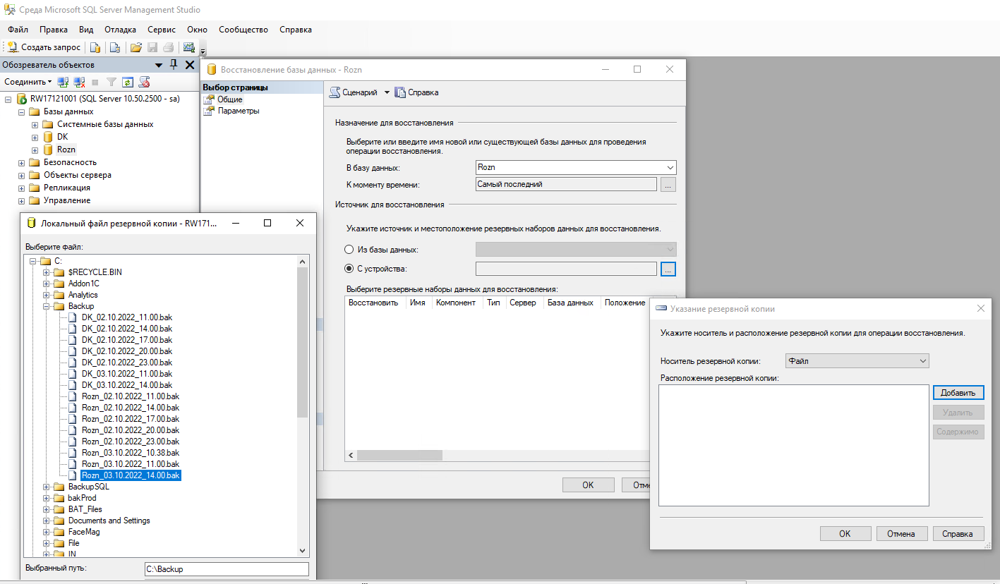 Среда Microsoft SQL Server Management Studio
Файл Правка Вид Отладка Сервис Окно Сообщество Справка
Создать запрос
Обозреватель объектов
Соединить
RW17121001 (SQL Server 10.50.2500 - sa)
Базы данных
Системные базы данных
DK
Rozn
Безопасность
Объекты сервера
Репликация
Управление
Восстановление базы данных - Rozn
Выбор страницы
Общие
Параметры
Сценарий Справка
Назначение для восстановления
Выберите или введите имя новой или существующей базы данных для проведения
операции восстановления.
В базу данных: Rozn
К моменту времени: Самый последний ...
Источник для восстановления
Укажите источник и местоположение резервных наборов данных для восстановления.
Из базы данных:
С устройства: ...
Выберите резервные наборы данных для восстановления:
Восстановить Имя Компонент Тип Сервер База данных Положение
OK
Локальный файл резервной копии - RW171...
Выберите файл:
C:
$RECYCLE.BIN
Addon1C
Analytics
Backup
DK_02.10.2022_11.00.bak
DK_02.10.2022_14.00.bak
DK_02.10.2022_17.00.bak
DK_02.10.2022_20.00.bak
DK_02.10.2022_23.00.bak
DK_03.10.2022_11.00.bak
DK_03.10.2022_14.00.bak
Rozn_02.10.2022_11.00.bak
Rozn_02.10.2022_14.00.bak
Rozn_02.10.2022_17.00.bak
Rozn_02.10.2022_20.00.bak
Rozn_02.10.2022_23.00.bak
Rozn_03.10.2022_10.38.bak
Rozn_03.10.2022_11.00.bak
Rozn_03.10.2022_14.00.bak
BackupSQL
bakProd
BAT_Files
Documents and Settings
FaceMag
File
IN
Выбранный путь: C:\Backup
Указание резервной копии
Укажите носитель и расположение резервной копии для операции восстановления.
Носитель резервной копии: Файл
Расположение резервной копии:
Добавить
Удалить
Содержимо
OK Отмена Справка